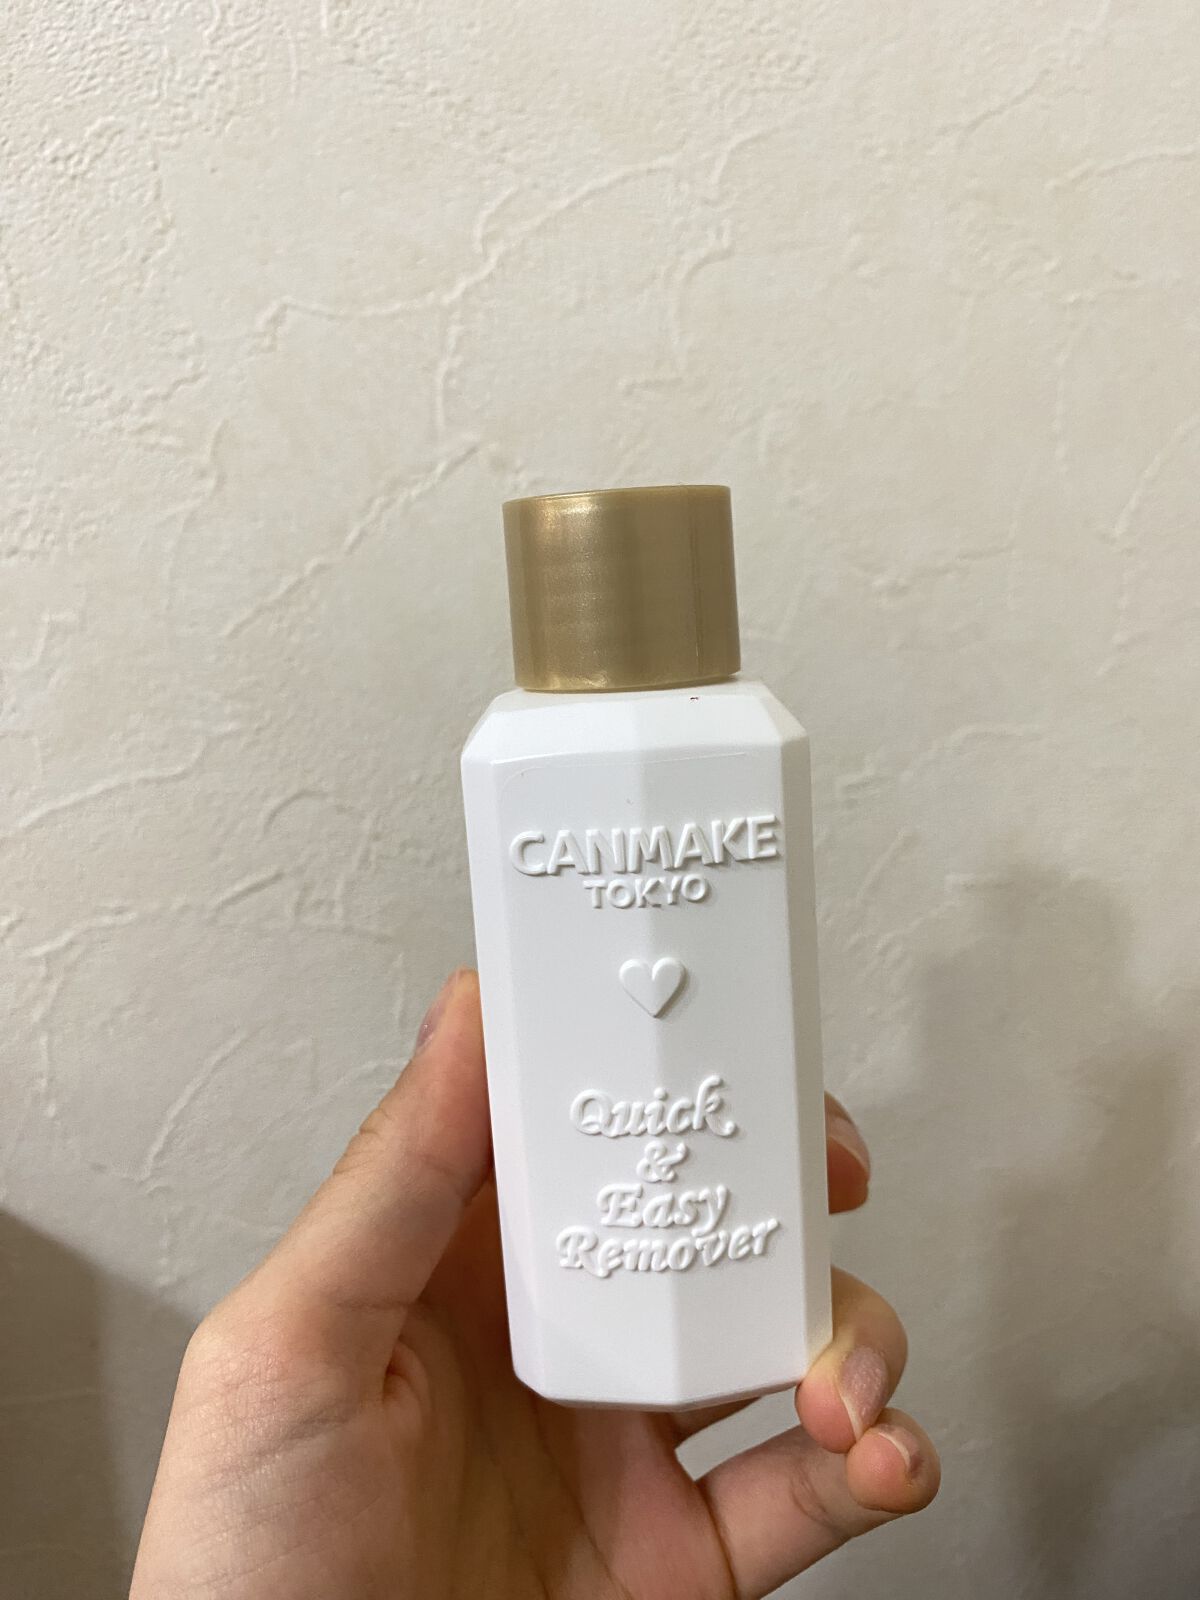 CANMAKE
TOKYO
Quick
&
Easy
Remover